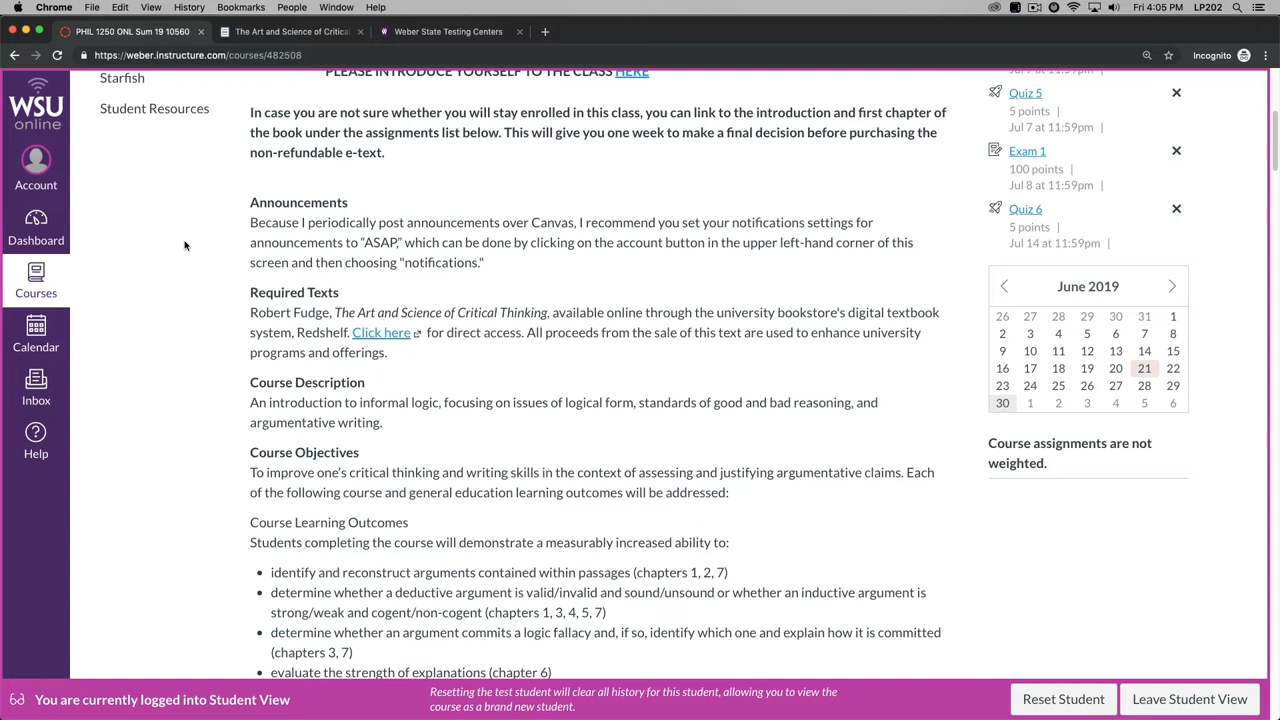 Chrome File Edit View History Bookmarks People Window Help
Fri 4:05 PM LP202
PHIL 1250 ONL Sum 19 10560
The Art and Science of Critical
Weber State Testing Centers
https://weber.instructure.com/courses/482508
Incognito
WSU
online
Account
Dashboard
Courses
Calendar
Inbox
Help
Starfish
Student Resources
PLEASE INTRODUCE YOURSELF TO THE CLASS HERE
In case you are not sure whether you will stay enrolled in this class, you can link to the introduction and first chapter of
the book under the assignments list below. This will give you one week to make a final decision before purchasing the
non-refundable e-text.
Announcements
Because I periodically post announcements over Canvas, I recommend you set your notifications settings for
announcements to “ASAP,” which can be done by clicking on the account button in the upper left-hand corner of this
screen and then choosing "notifications."
Required Texts
Robert Fudge, The Art and Science of Critical Thinking, available online through the university bookstore's digital textbook
system, Redshelf. Click here for direct access. All proceeds from the sale of this text are used to enhance university
programs and offerings.
Course Description
An introduction to informal logic, focusing on issues of logical form, standards of good and bad reasoning, and
argumentative writing.
Course Objectives
To improve one’s critical thinking and writing skills in the context of assessing and justifying argumentative claims. Each
of the following course and general education learning outcomes will be addressed:
Course Learning Outcomes
Students completing the course will demonstrate a measurably increased ability to:
• identify and reconstruct arguments contained within passages (chapters 1, 2, 7)
• determine whether a deductive argument is valid/invalid and sound/unsound or whether an inductive argument is
strong/weak and cogent/non-cogent (chapters 1, 3, 4, 5, 7)
• determine whether an argument commits a logic fallacy and, if so, identify which one and explain how it is committed
(chapters 3, 7)
• evaluate the strength of explanations (chapter 6)
Quiz 5
5 points |
Jul 7 at 11:59pm |
Exam 1
100 points |
Jul 8 at 11:59pm |
Quiz 6
5 points |
Jul 14 at 11:59pm |
June 2019
26 27 28 29 30 31 1
2 3 4 5 6 7 8
9 10 11 12 13 14 15
16 17 18 19 20 21 22
23 24 25 26 27 28 29
30 1 2 3 4 5 6
Course assignments are not
weighted.
You are currently logged into Student View
Resetting the test student will clear all history for this student, allowing you to view the
course as a brand new student.
Reset Student
Leave Student View